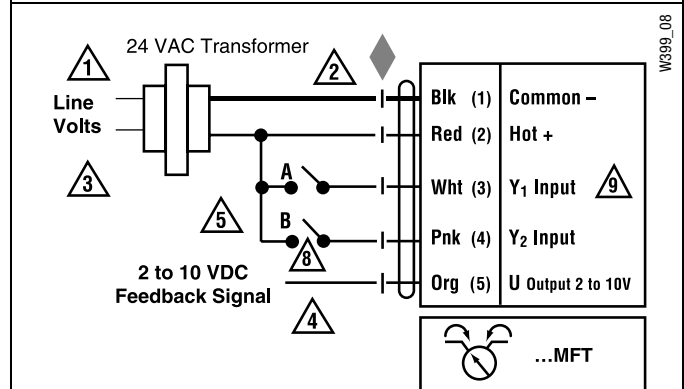 W399_08
24 VAC Transformer
1
2
Line
Volts
3
Blk (1) Common –
Red (2) Hot +
A
Wht (3) Y₁ Input
9
5
B
8
Pnk (4) Y₂ Input
2 to 10 VDC
Feedback Signal
4
Org (5) U Output 2 to 10V
...MFT